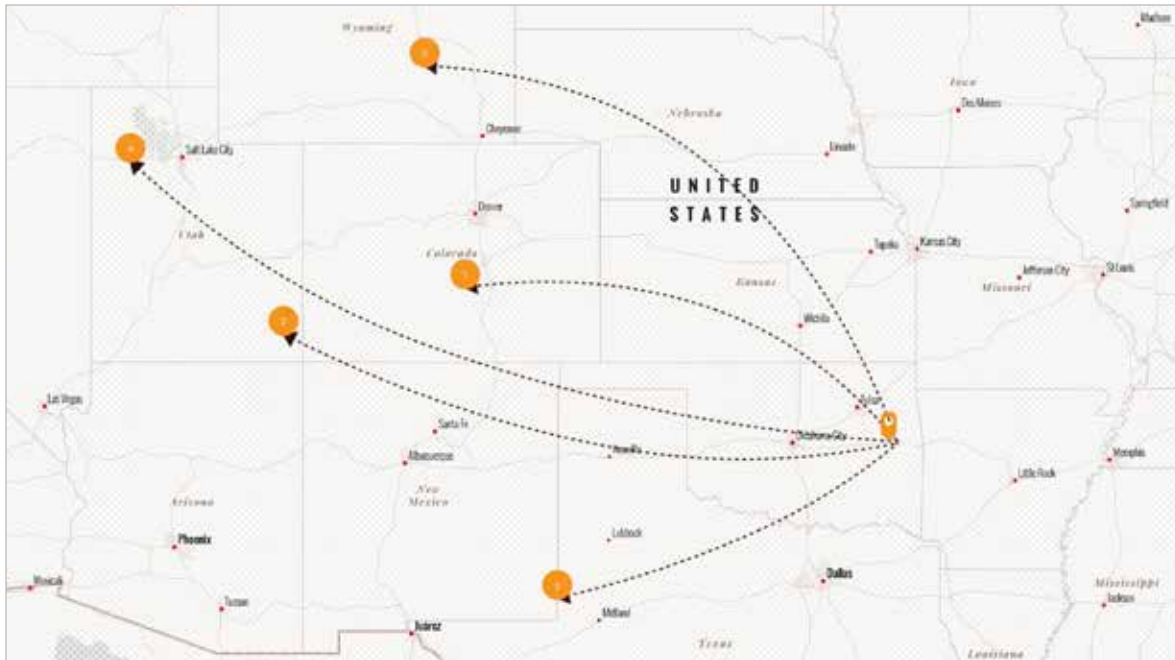 Madison
Wyoming
Iowa
Des Moines
Nebraska
Cheyenne
Lincoln
Salt Lake City
UNITED
STATES
Denver
Springfield
Utah
Colorado
Topeka
Kansas City
Jefferson City
St Louis
Kansas
Missouri
Wichita
Las Vegas
Tulsa
Santa Fe
Oklahoma City
Amarillo
Albuquerque
Memphis
Little Rock
Arizona
New
Mexico
Phoenix
Lubbock
Dallas
Mexicali
Mississippi
Tucson
Midland
Jackson
Juárez
Texas
Louisiana